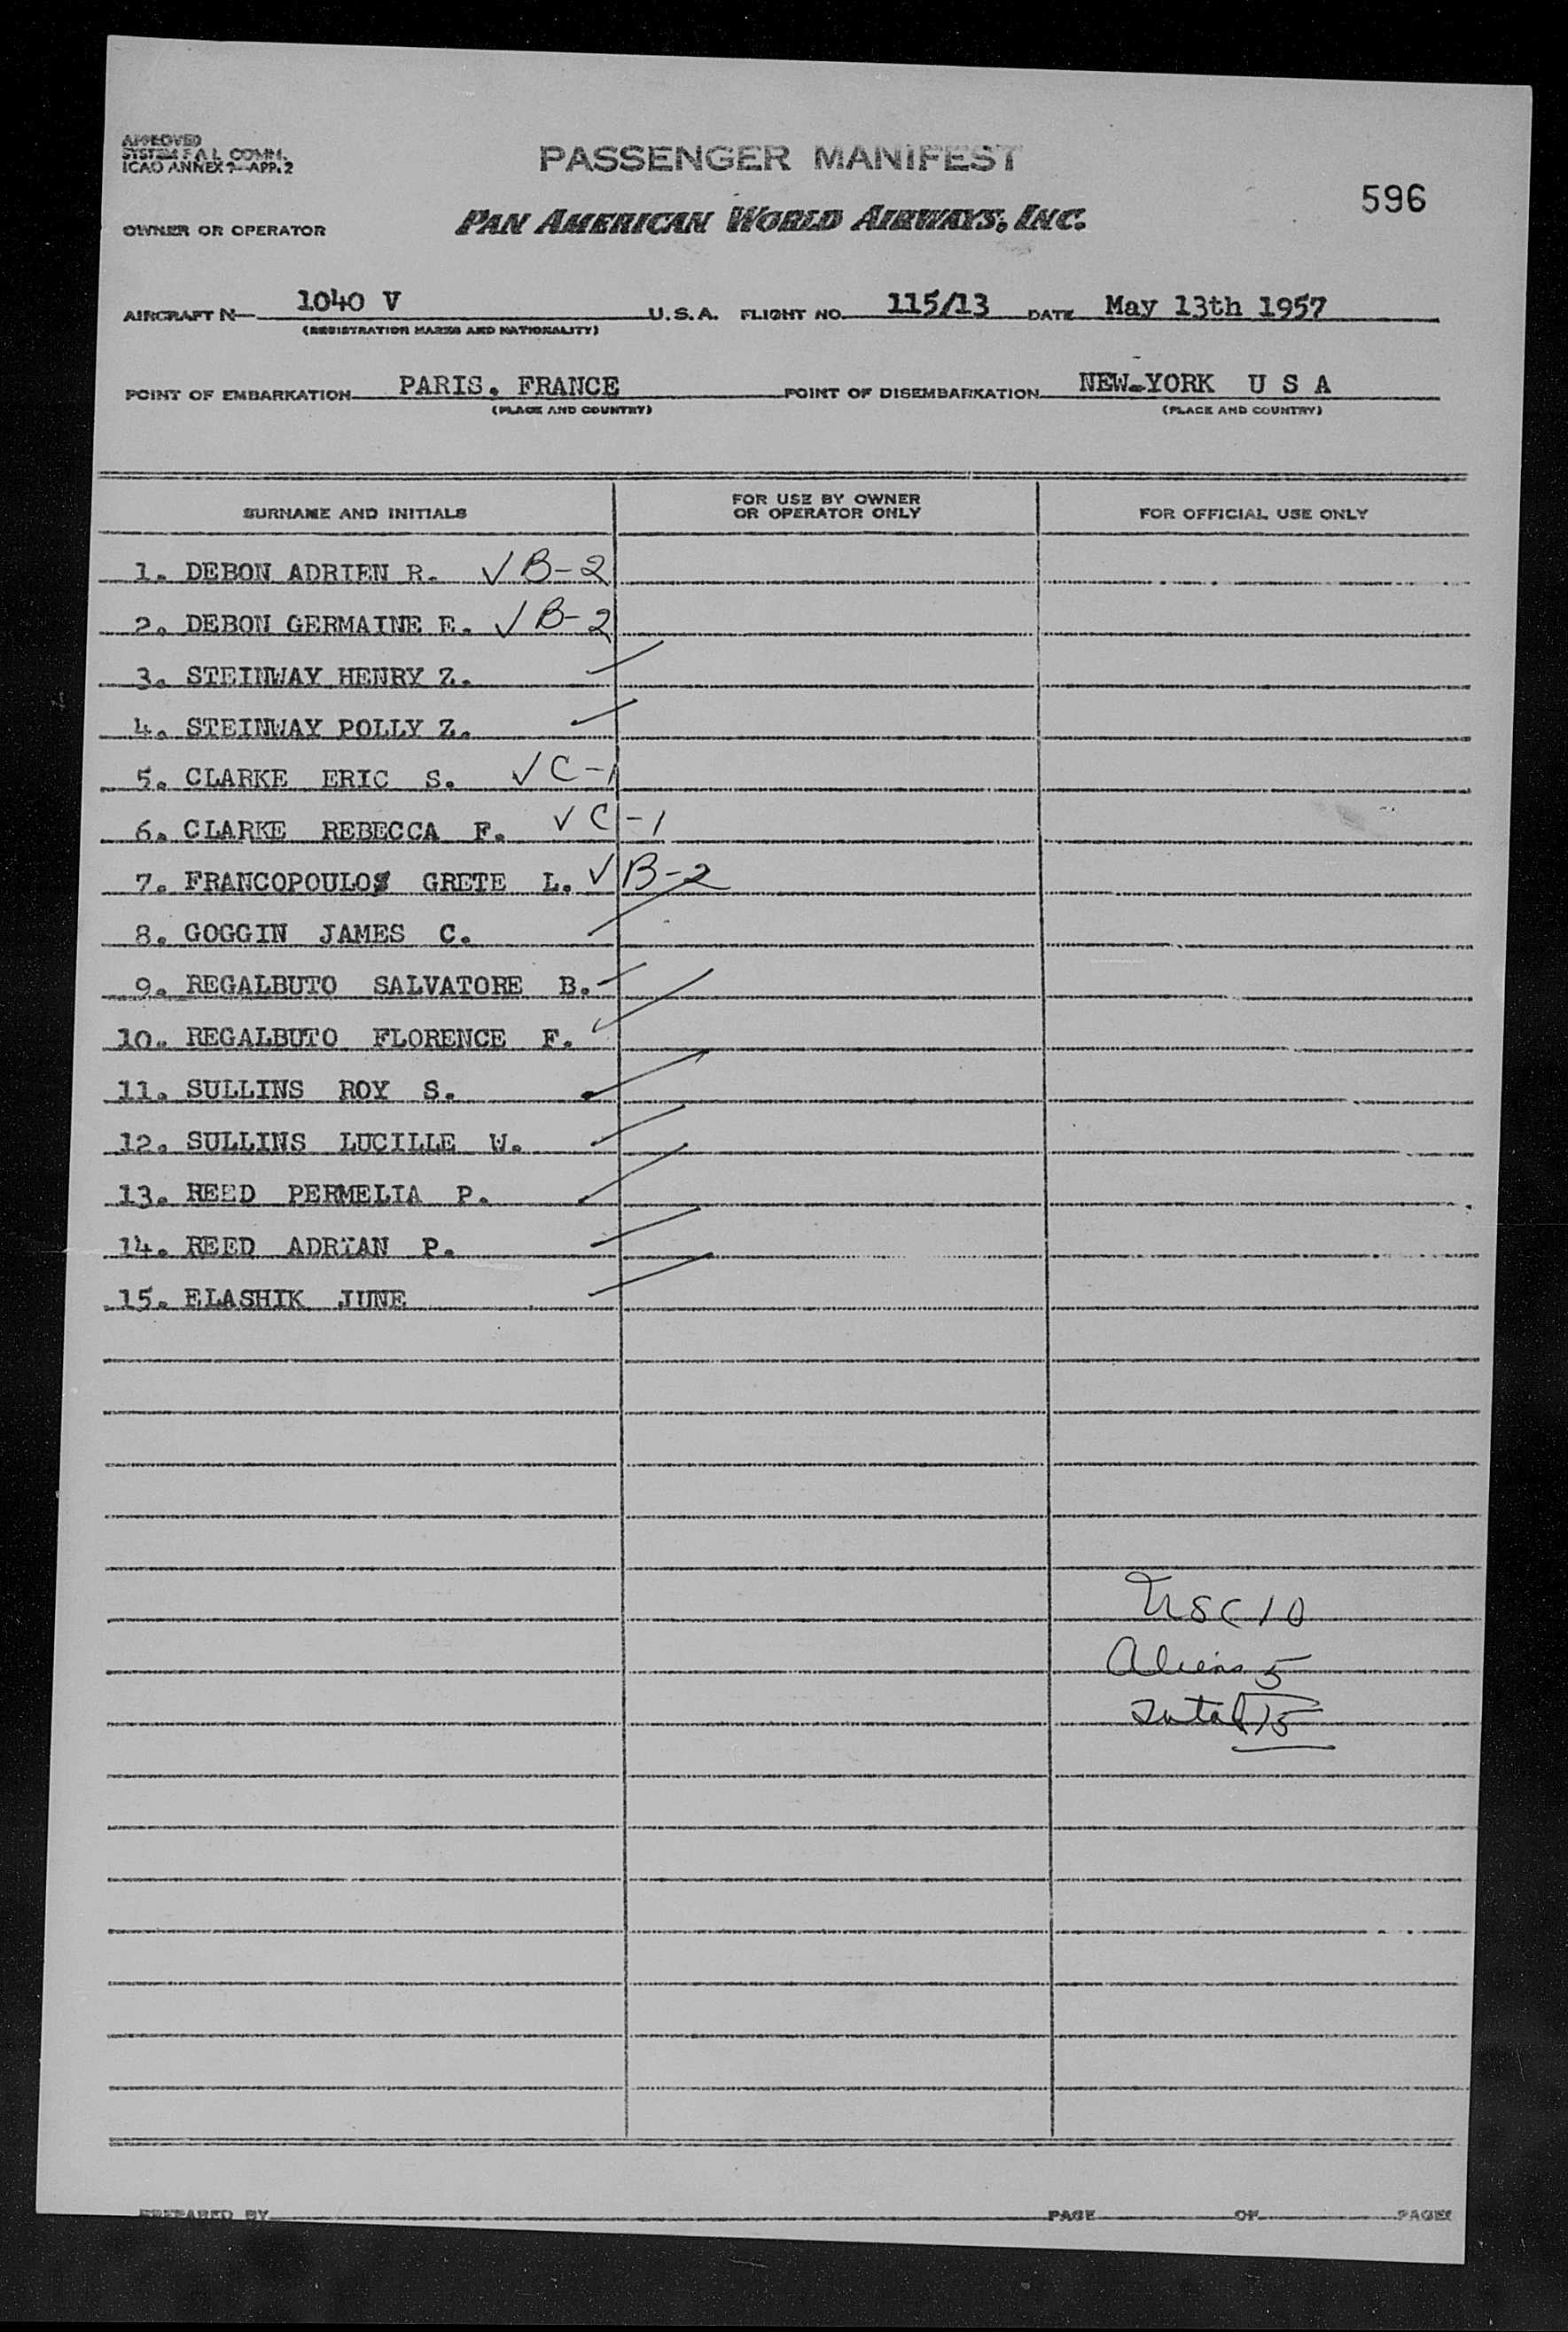 APPROVED
SYSTEM F A L COMM.
ICAO ANNEX 9—APP. 2
PASSENGER MANIFEST
596
OWNER OR OPERATOR PAN AMERICAN WORLD AIRWAYS, INC.
AIRCRAFT N— 1040 V U.S.A. FLIGHT NO. 115/13 DATE May 13th 1957
(REGISTRATION MARKS AND NATIONALITY)
POINT OF EMBARKATION PARIS. FRANCE POINT OF DISEMBARKATION NEW-YORK U S A
(PLACE AND COUNTRY) (PLACE AND COUNTRY)
SURNAME AND INITIALS FOR USE BY OWNER OR OPERATOR ONLY FOR OFFICIAL USE ONLY
1. DEBON ADRIEN R. ✓ B-2
2. DEBON GERMAINE E. ✓ B-2
3. STEINWAY HENRY Z.
4. STEINWAY POLLY Z.
5. CLARKE ERIC S. ✓ C-1
6. CLARKE REBECCA F. ✓ C-1
7. FRANCOPOULOS GRETE L. ✓ B-2
8. GOGGIN JAMES C.
9. REGALBUTO SALVATORE B.
10. REGALBUTO FLORENCE F.
11. SULLINS ROY S.
12. SULLINS LUCILLE W.
13. REED PERMELIA P.
14. REED ADRIAN P.
15. ELASHIK JUNE
USC 10
Aliens 5
Total 15
PREPARED BY PAGE OF PAGES